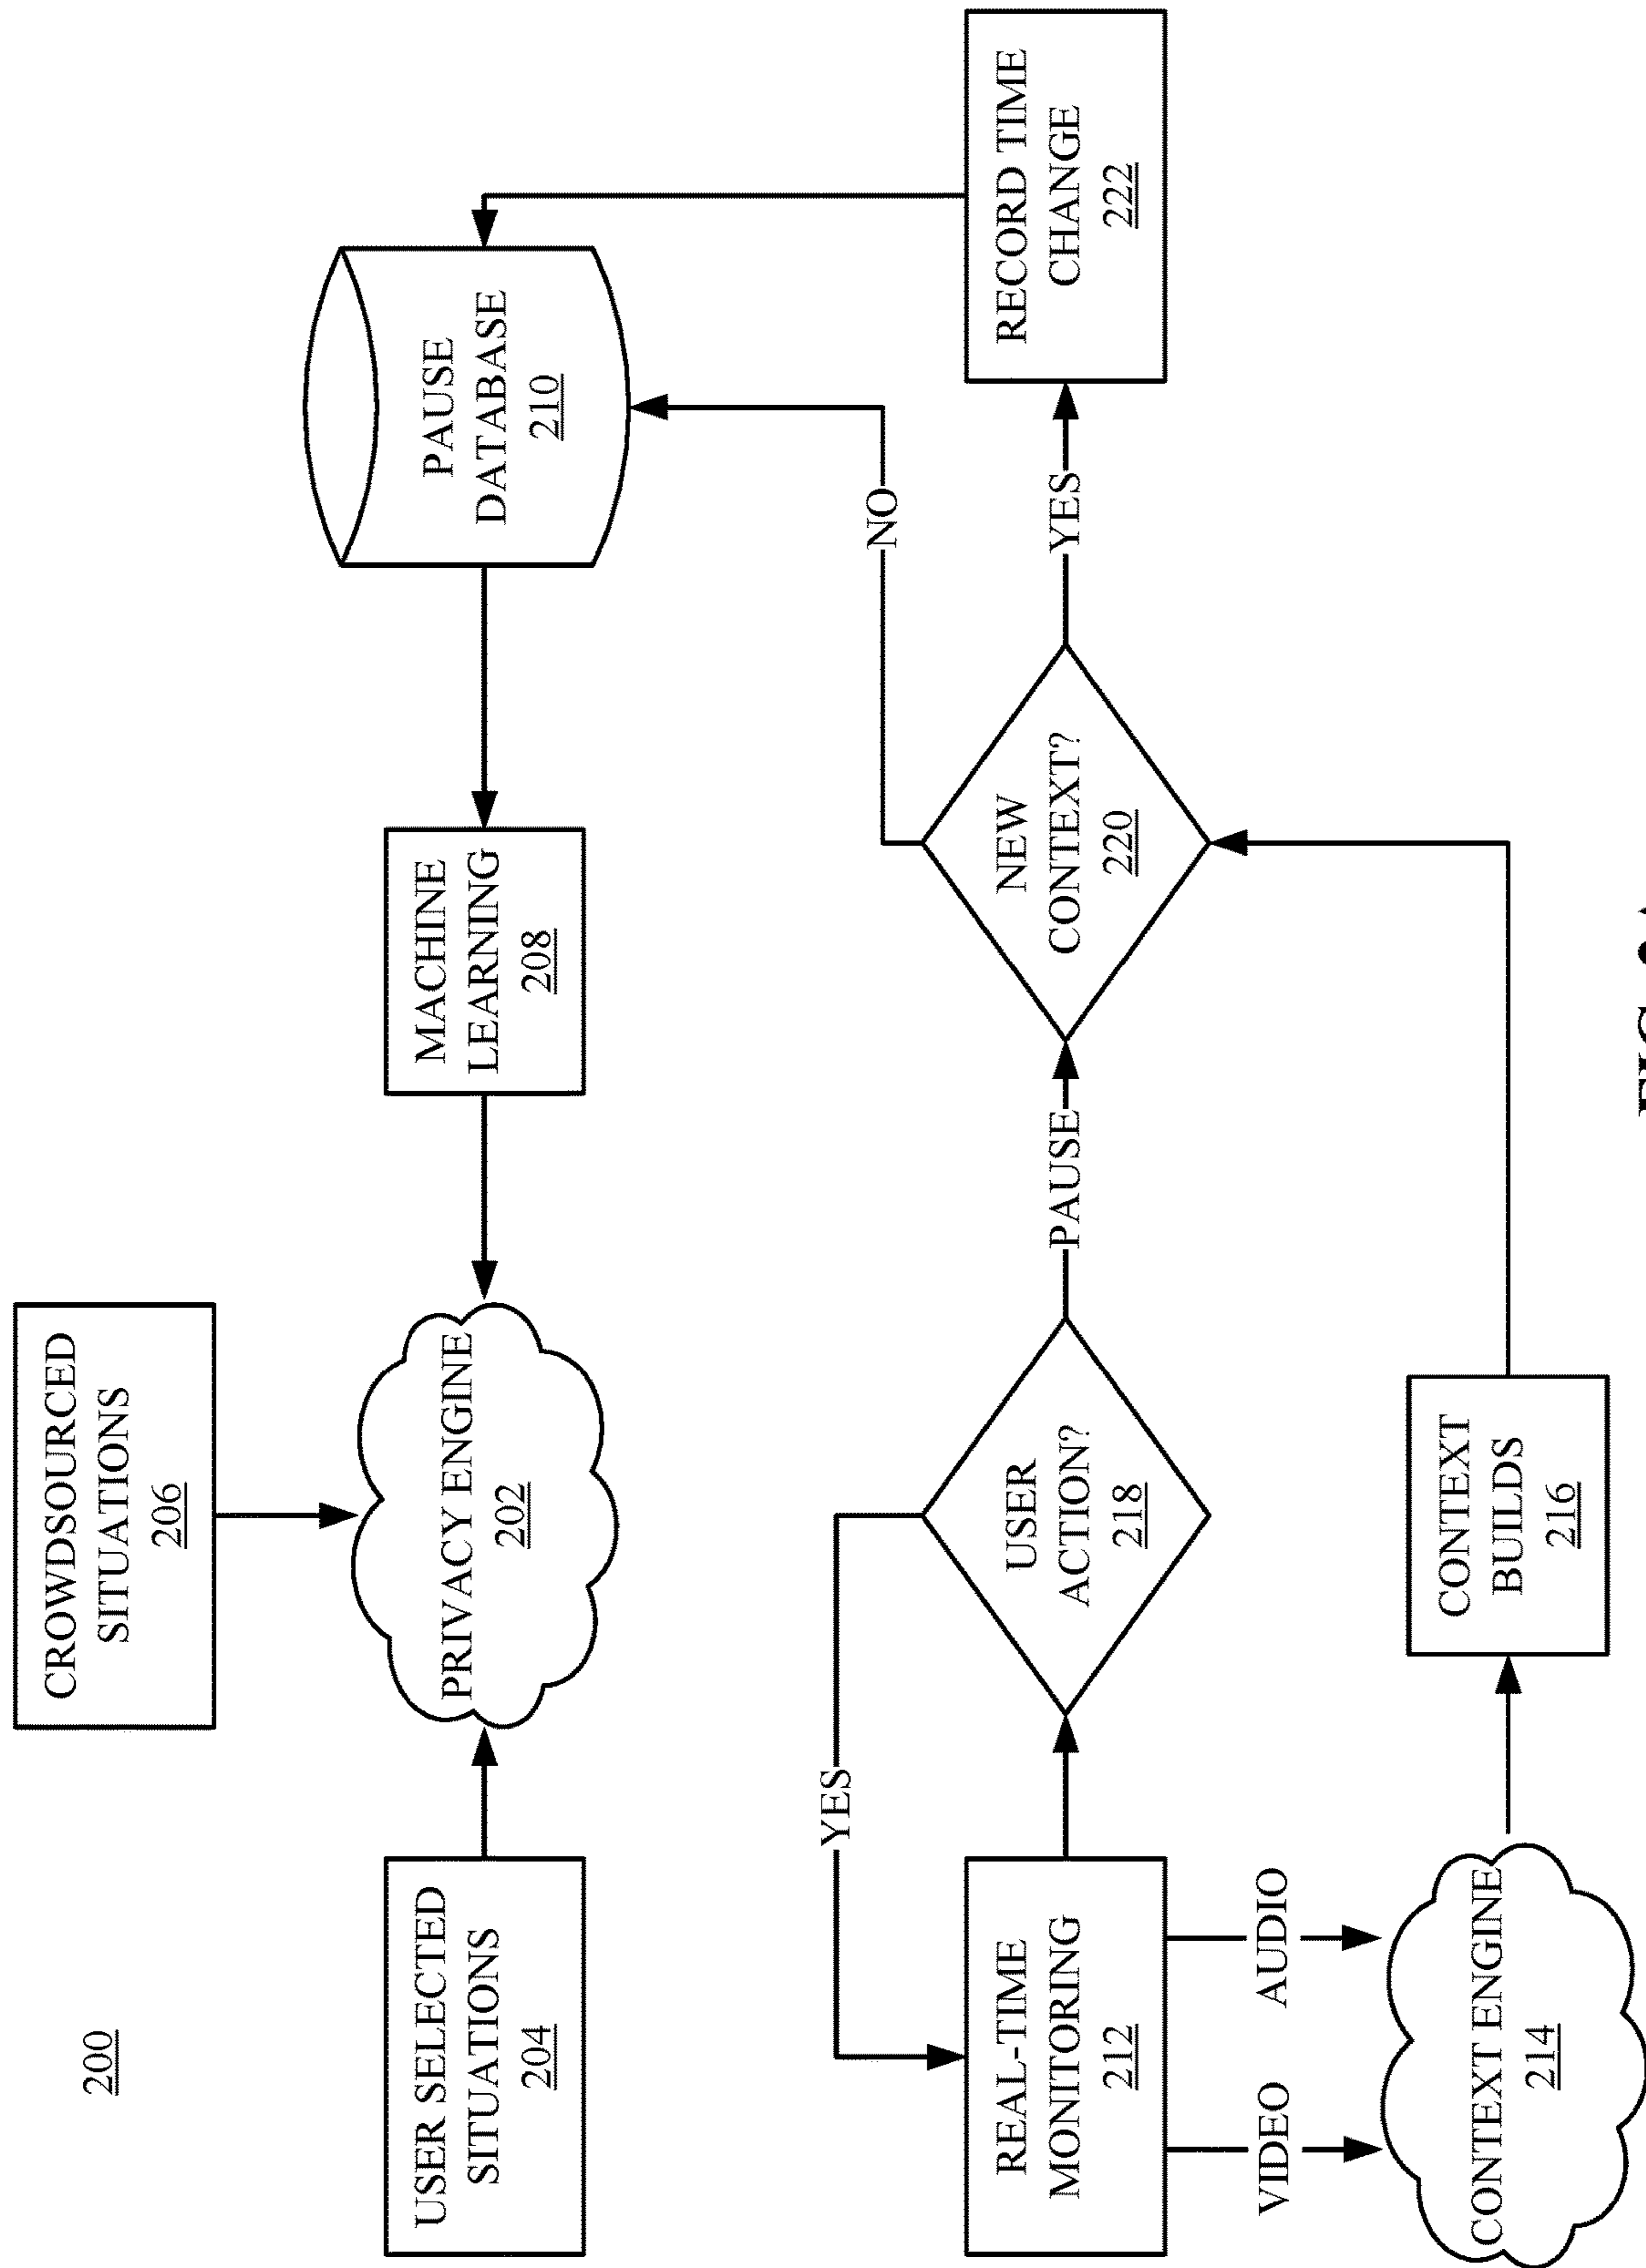 200
CROWDSOURCED
SITUATIONS
206
USER SELECTED
SITUATIONS
204
PRIVACY ENGINE
202
MACHINE
LEARNING
208
PAUSE
DATABASE
210
YES
NO
REAL-TIME
MONITORING
212
USER
ACTION?
218
PAUSE
NEW
CONTEXT?
220
YES
RECORD TIME
CHANGE
222
VIDEO
AUDIO
CONTEXT ENGINE
214
CONTEXT
BUILDS
216
FIG.